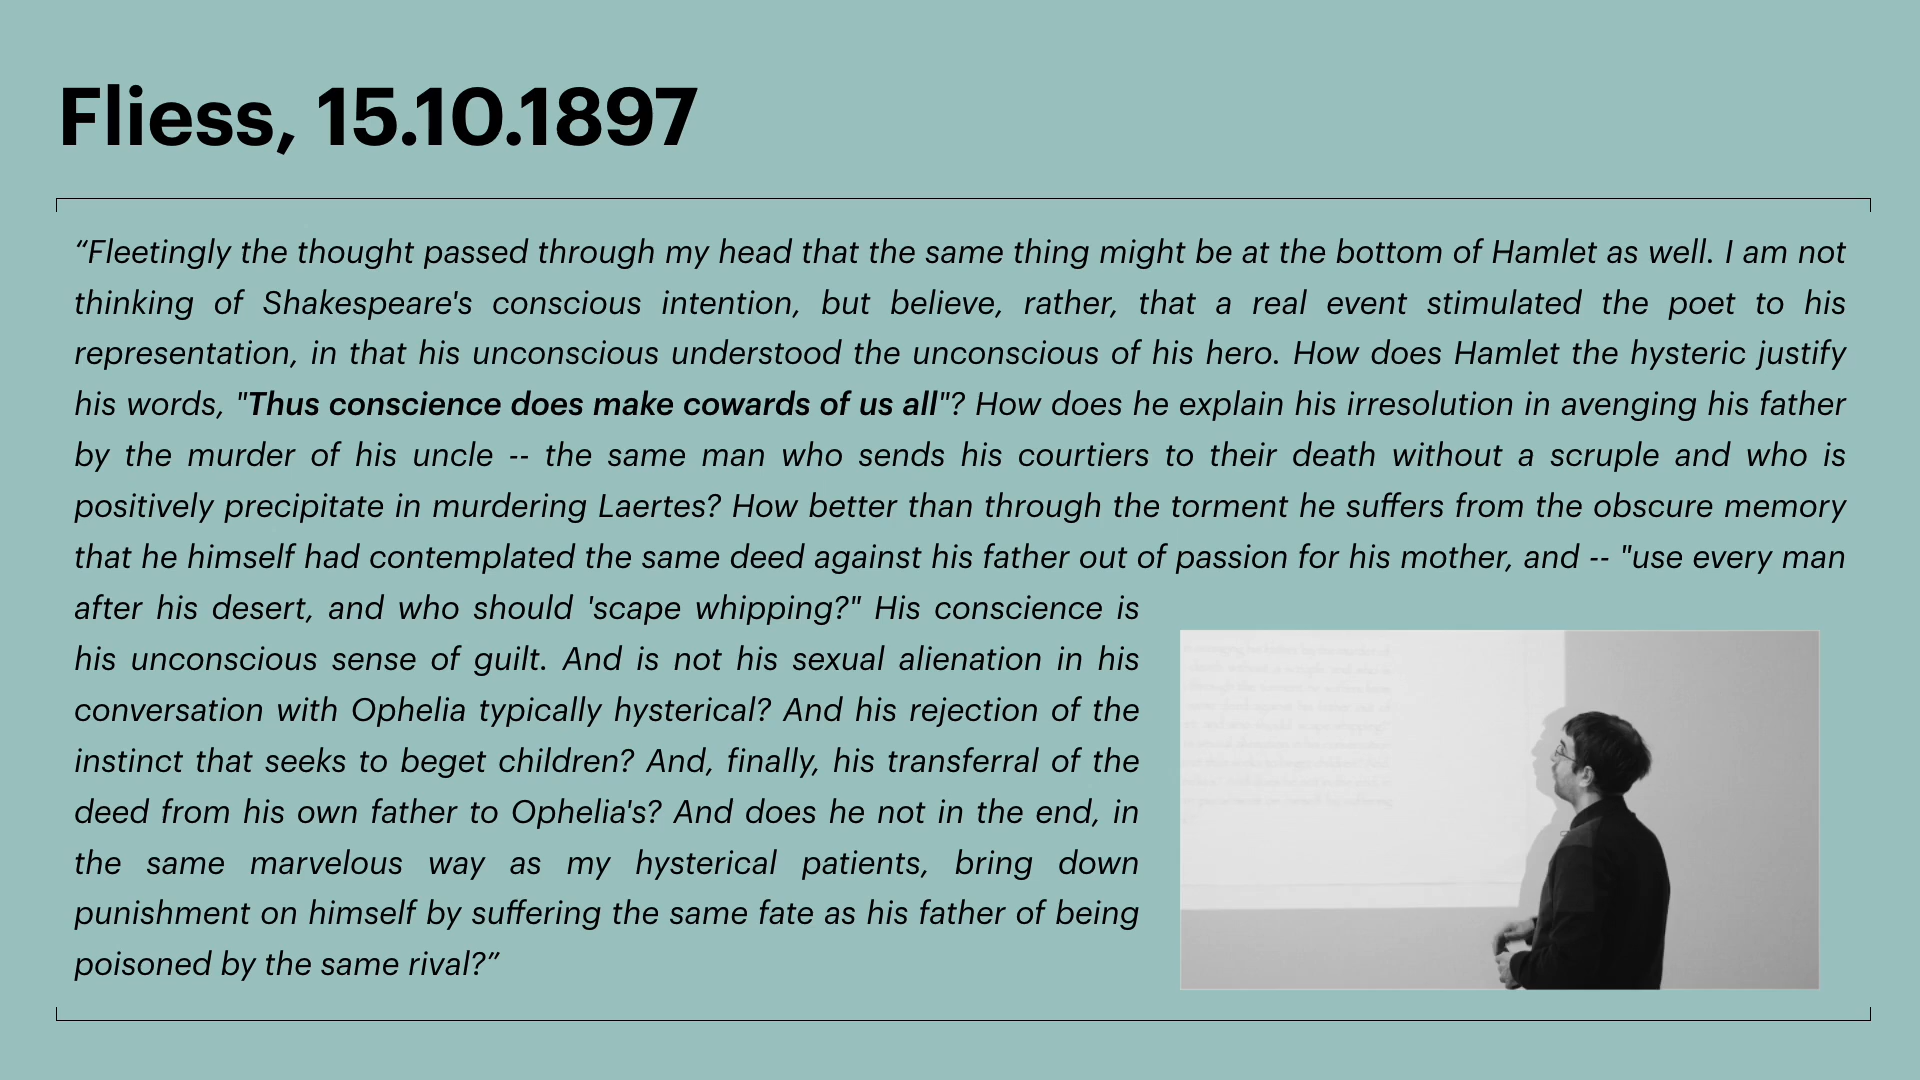 Fliess, 15.10.1897
“Fleetingly the thought passed through my head that the same thing might be at the bottom of Hamlet as well. I am not
thinking of Shakespeare's conscious intention, but believe, rather, that a real event stimulated the poet to his
representation, in that his unconscious understood the unconscious of his hero. How does Hamlet the hysteric justify
his words, "Thus conscience does make cowards of us all"? How does he explain his irresolution in avenging his father
by the murder of his uncle -- the same man who sends his courtiers to their death without a scruple and who is
positively precipitate in murdering Laertes? How better than through the torment he suffers from the obscure memory
that he himself had contemplated the same deed against his father out of passion for his mother, and -- "use every man
after his desert, and who should 'scape whipping?" His conscience is
his unconscious sense of guilt. And is not his sexual alienation in his
conversation with Ophelia typically hysterical? And his rejection of the
instinct that seeks to beget children? And, finally, his transferral of the
deed from his own father to Ophelia's? And does he not in the end, in
the same marvelous way as my hysterical patients, bring down
punishment on himself by suffering the same fate as his father of being
poisoned by the same rival?”